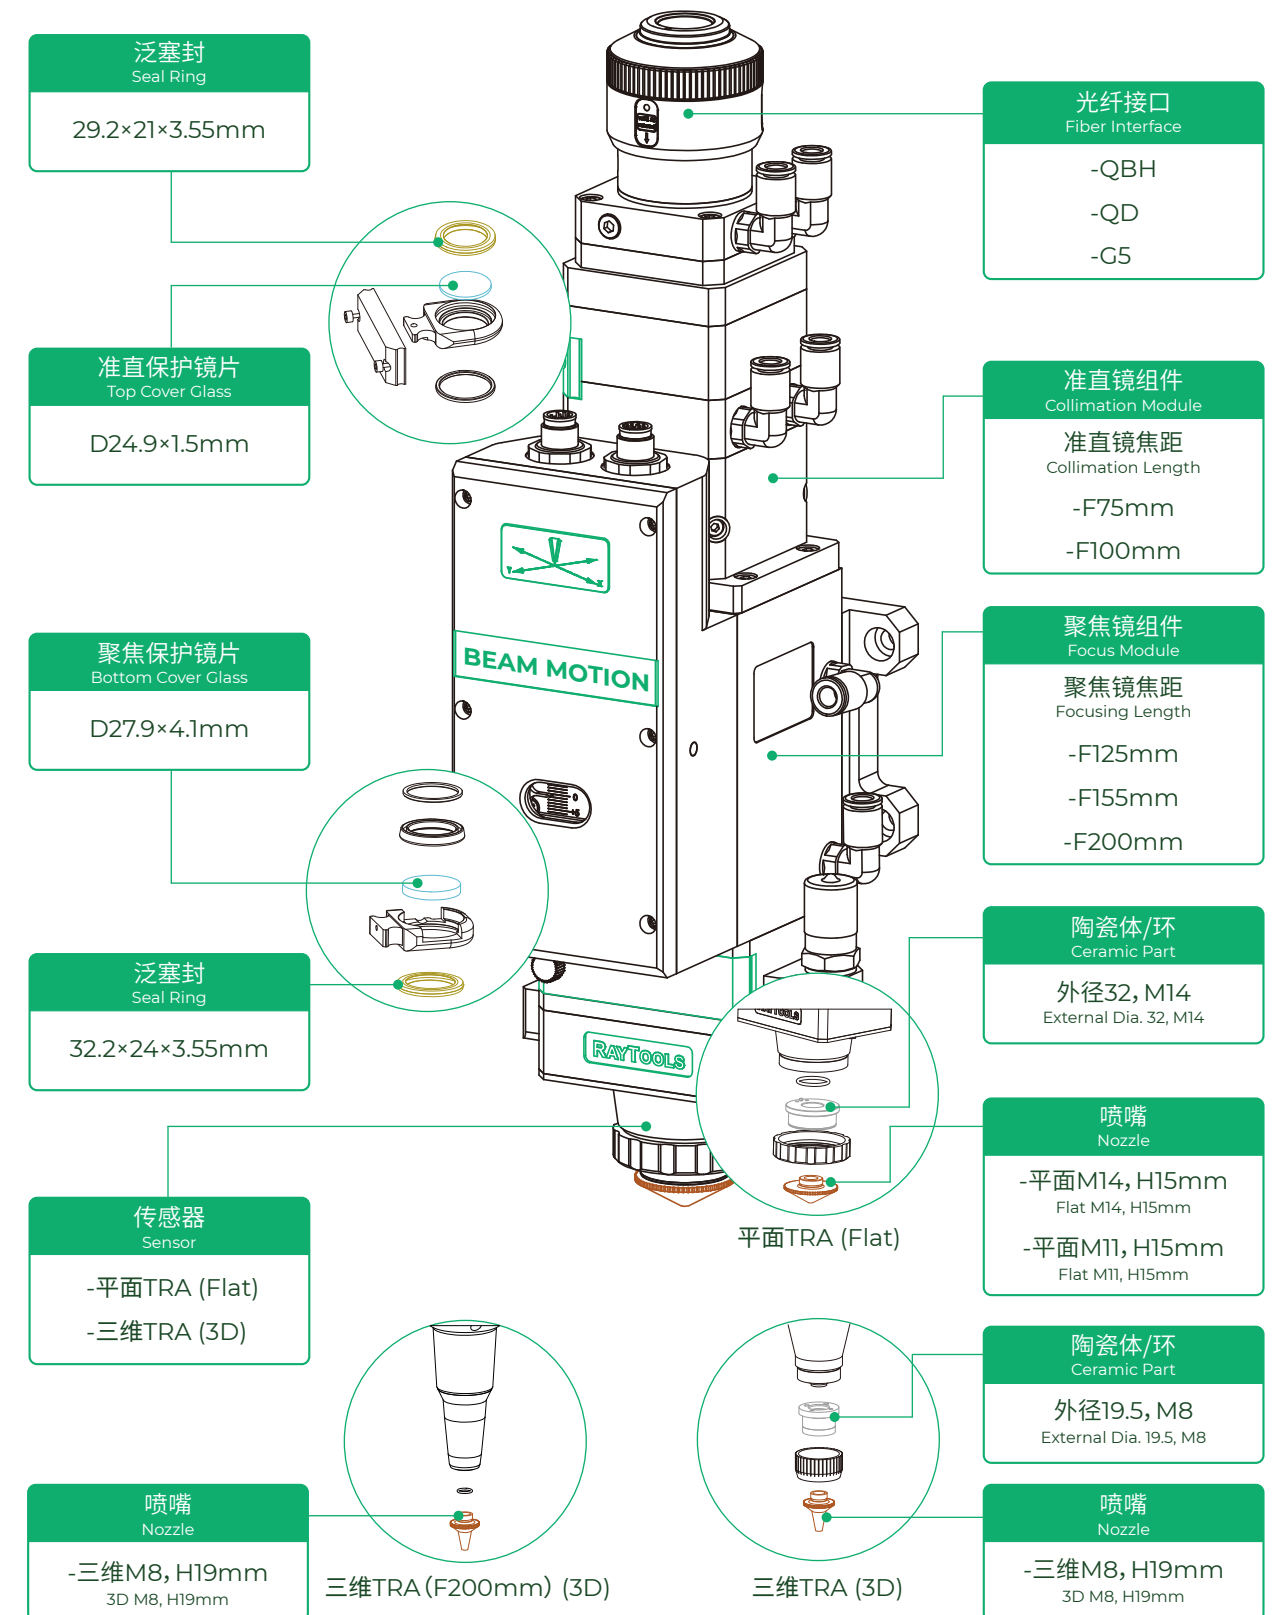 泛塞封
Seal Ring
29.2×21×3.55mm
准直保护镜片
Top Cover Glass
D24.9×1.5mm
聚焦保护镜片
Bottom Cover Glass
D27.9×4.1mm
泛塞封
Seal Ring
32.2×24×3.55mm
传感器
Sensor
-平面TRA (Flat)
-三维TRA (3D)
喷嘴
Nozzle
-三维M8, H19mm
3D M8, H19mm
Y
X
BEAM MOTION
0
RAYTOOLS
平面TRA (Flat)
三维TRA（F200mm）(3D)
三维TRA (3D)
光纤接口
Fiber Interface
-QBH
-QD
-G5
准直镜组件
Collimation Module
准直镜焦距
Collimation Length
-F75mm
-F100mm
聚焦镜组件
Focus Module
聚焦镜焦距
Focusing Length
-F125mm
-F155mm
-F200mm
陶瓷体/环
Ceramic Part
外径32, M14
External Dia. 32, M14
喷嘴
Nozzle
-平面M14, H15mm
Flat M14, H15mm
-平面M11, H15mm
Flat M11, H15mm
陶瓷体/环
Ceramic Part
外径19.5, M8
External Dia. 19.5, M8
喷嘴
Nozzle
-三维M8, H19mm
3D M8, H19mm